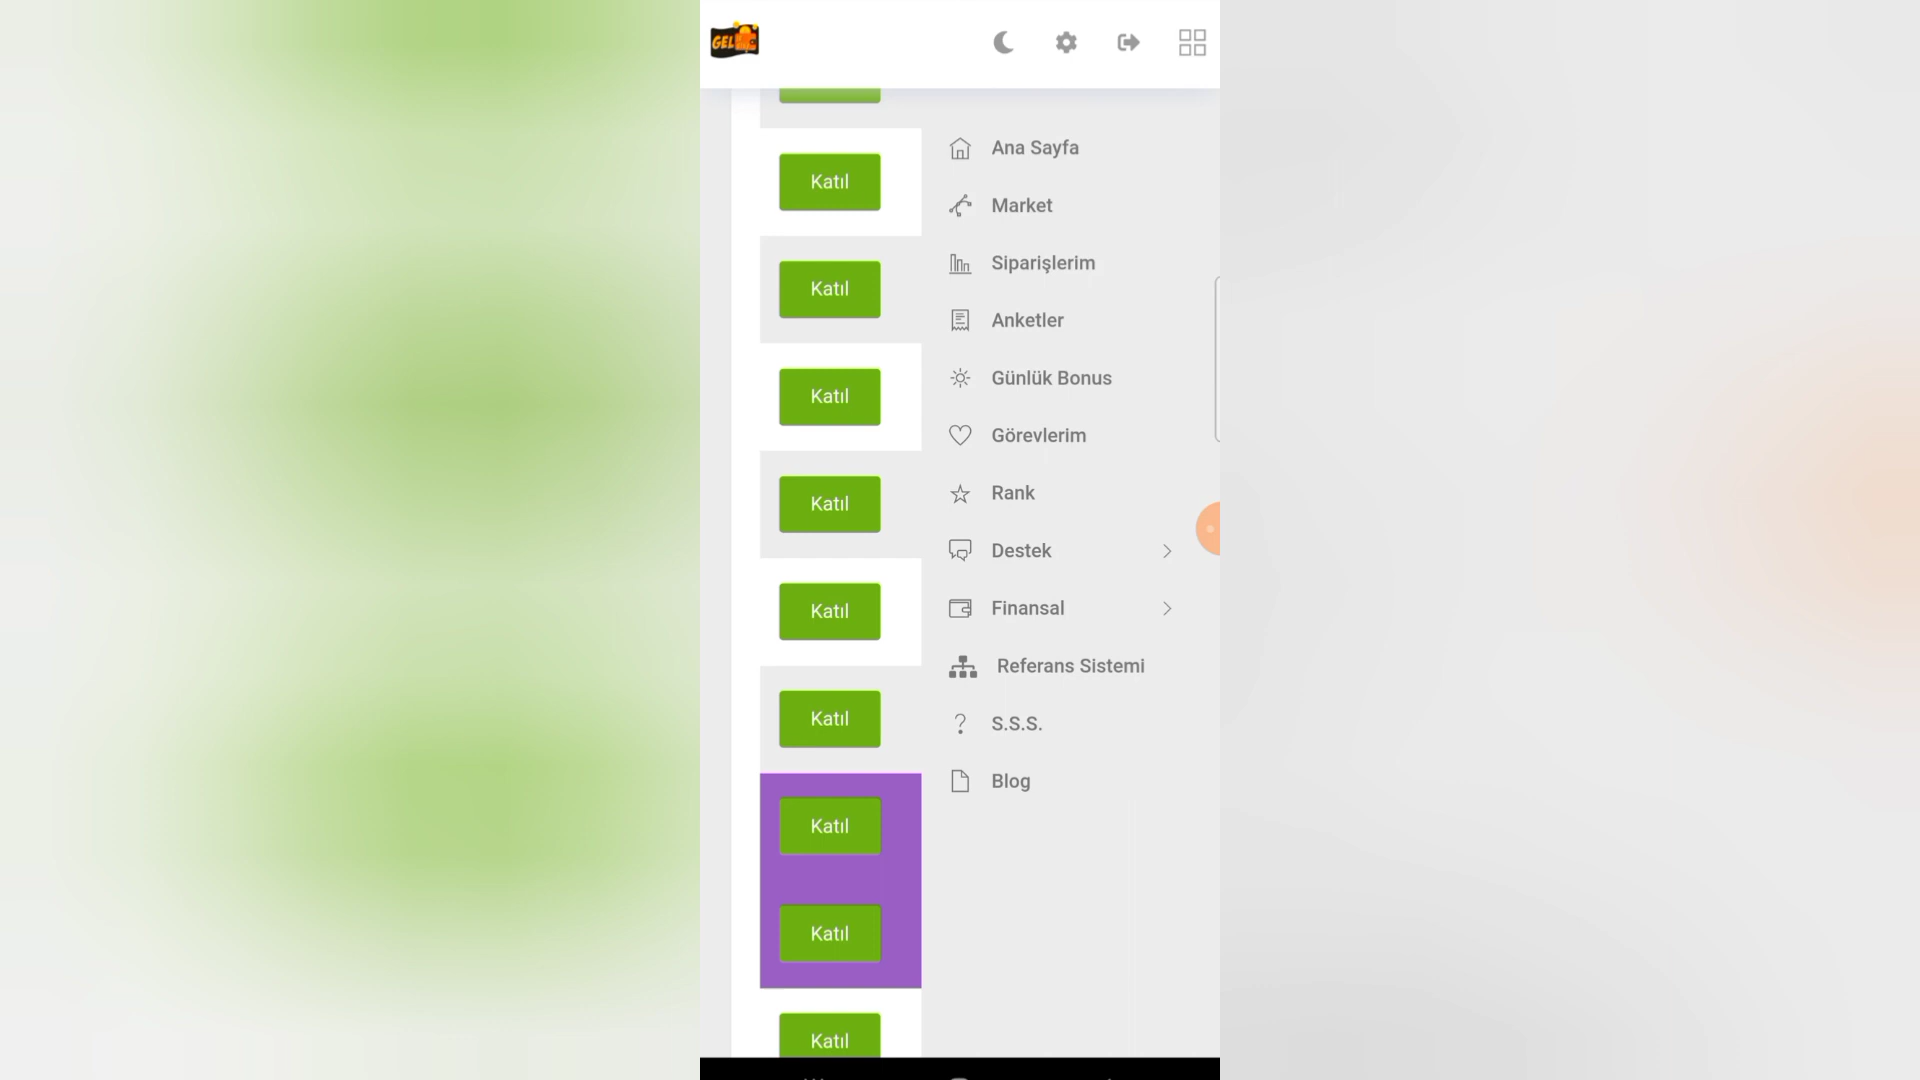 GEL
Katıl
Katıl
Katıl
Katıl
Katıl
Katıl
Katıl
Katıl
Katıl
Ana Sayfa
Market
Siparişlerim
Anketler
Günlük Bonus
Görevlerim
Rank
Destek
Finansal
Referans Sistemi
S.S.S.
Blog